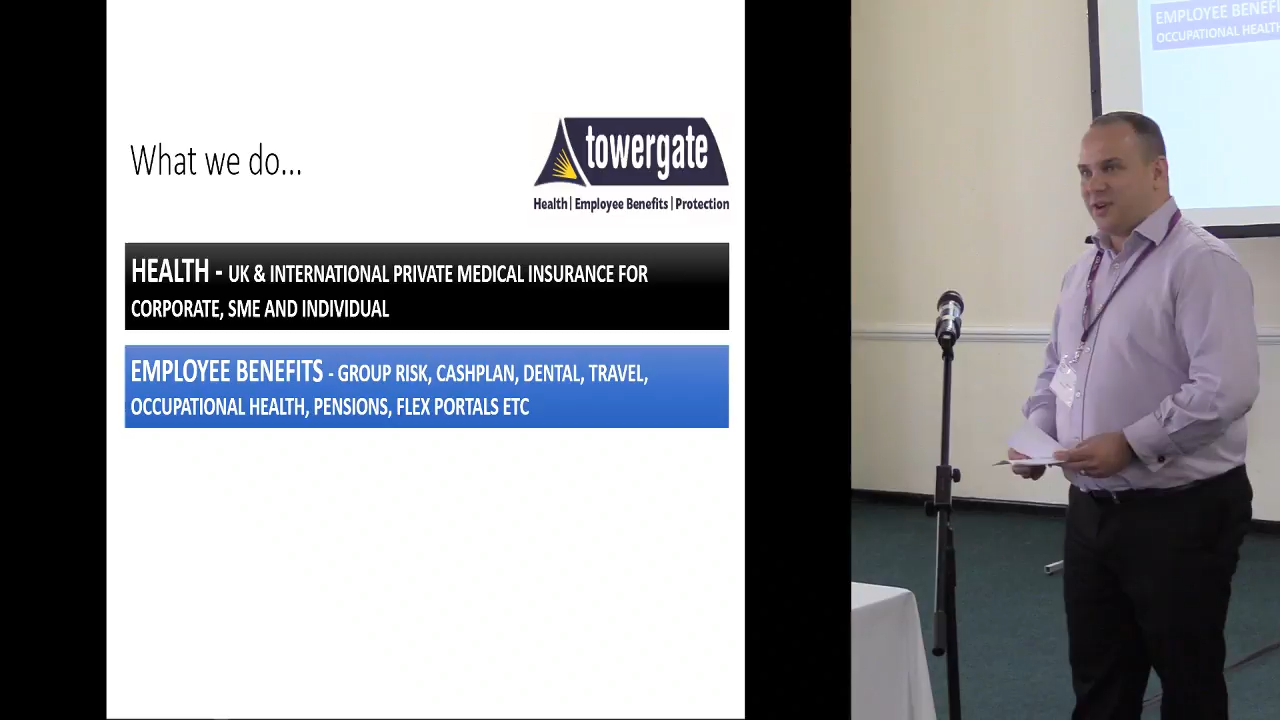 What we do...
towergate
Health | Employee Benefits | Protection
HEALTH - UK & INTERNATIONAL PRIVATE MEDICAL INSURANCE FOR
CORPORATE, SME AND INDIVIDUAL
EMPLOYEE BENEFITS - GROUP RISK, CASHPLAN, DENTAL, TRAVEL,
OCCUPATIONAL HEALTH, PENSIONS, FLEX PORTALS ETC
EMPLOYEE BENEFI
OCCUPATIONAL HEALTH